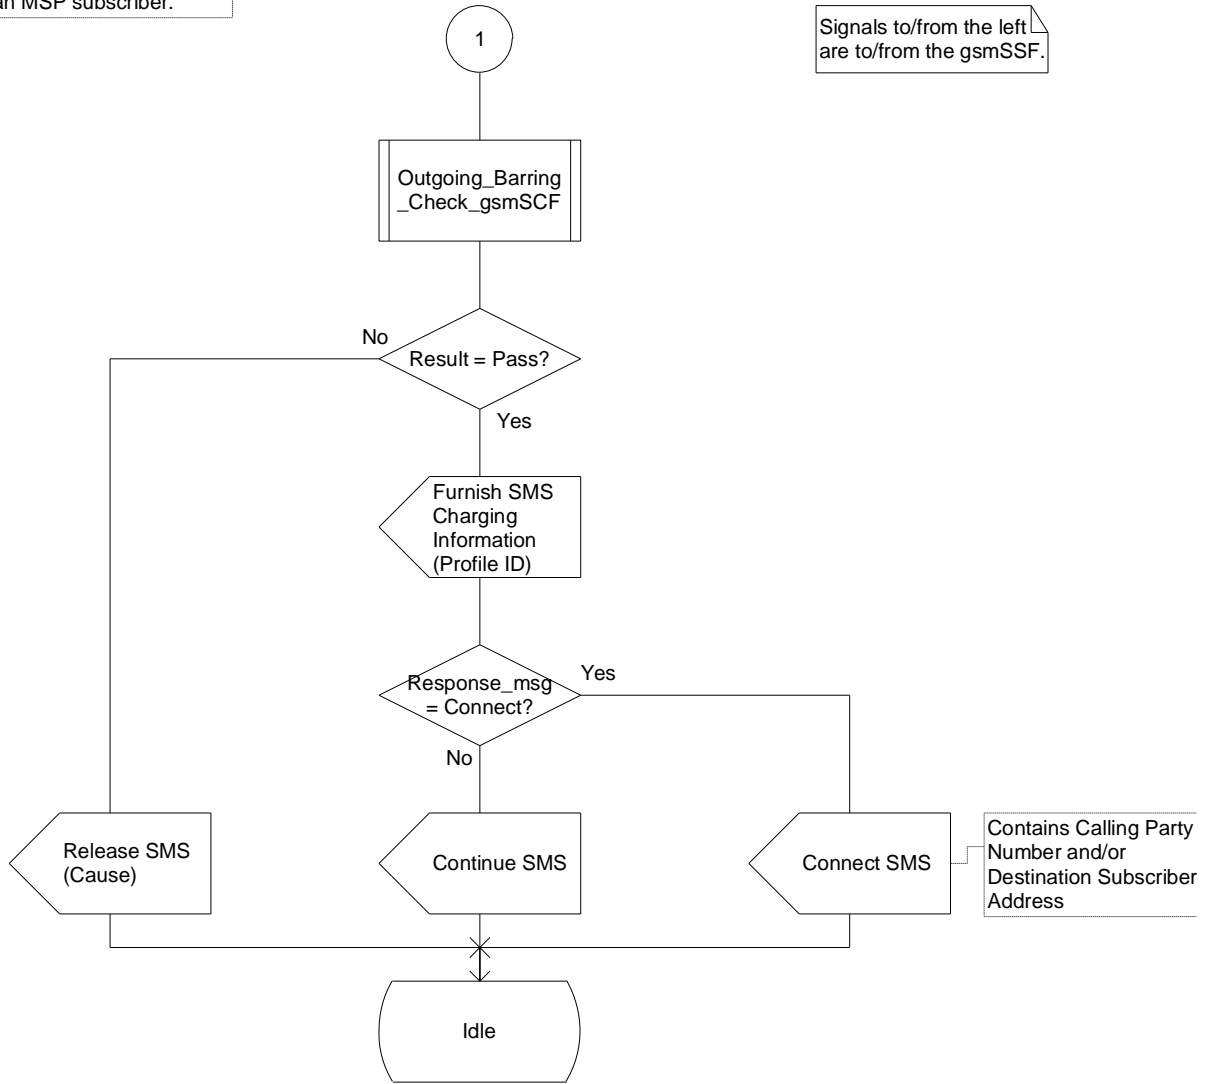 an MSP subscriber.
1
Signals to/from the left
are to/from the gsmSSF.
Outgoing_Barring
_Check_gsmSCF
No
Result = Pass?
Yes
Furnish SMS
Charging
Information
(Profile ID)
Response_msg
= Connect?
Yes
No
Release SMS
(Cause)
Continue SMS
Connect SMS
Contains Calling Party
Number and/or
Destination Subscriber
Address
Idle